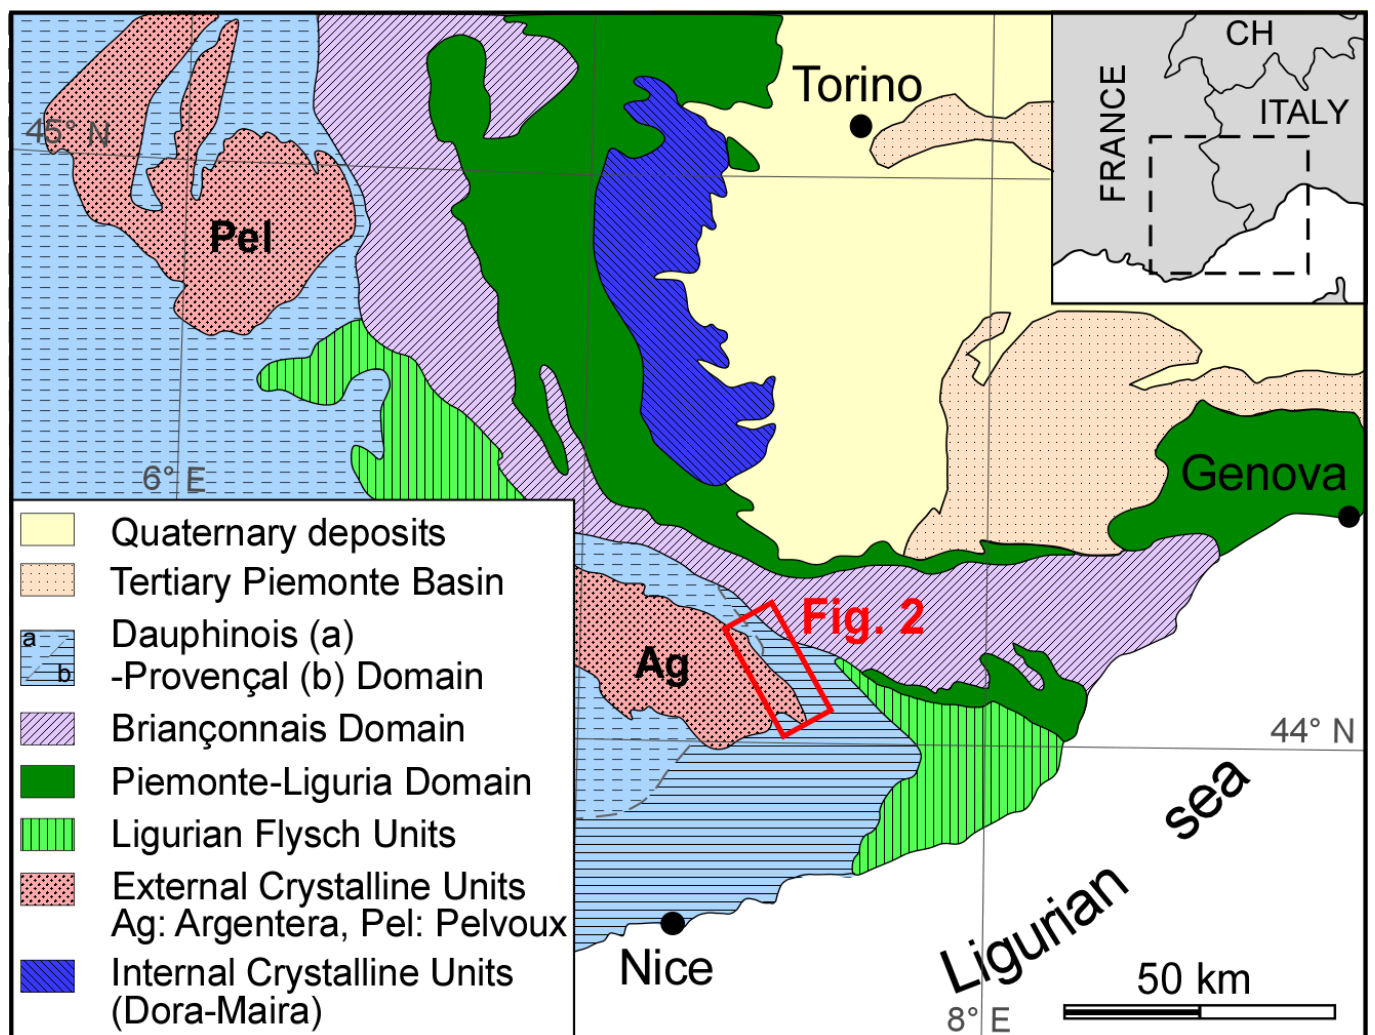 CH
FRANCE
ITALY
Torino
45° N
Pel
6° E
Genova
Fig. 2
Ag
44° N
Ligurian sea
Nice
8° E
50 km
Quaternary deposits
Tertiary Piemonte Basin
a
b
Dauphinois (a)
-Provençal (b) Domain
Briançonnais Domain
Piemonte-Liguria Domain
Ligurian Flysch Units
External Crystalline Units
Ag: Argentera, Pel: Pelvoux
Internal Crystalline Units
(Dora-Maira)